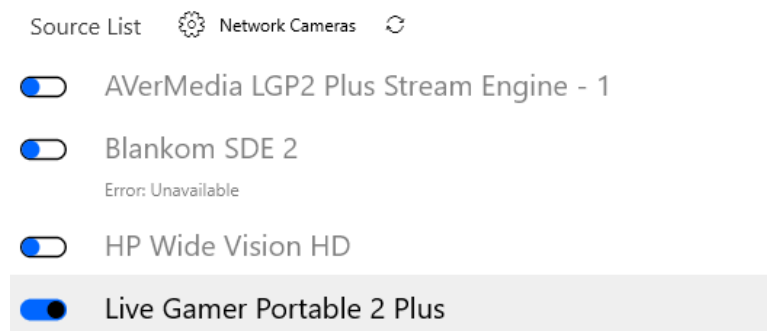 Source List Network Cameras
AVerMedia LGP2 Plus Stream Engine - 1
Blankom SDE 2
Error: Unavailable
HP Wide Vision HD
Live Gamer Portable 2 Plus